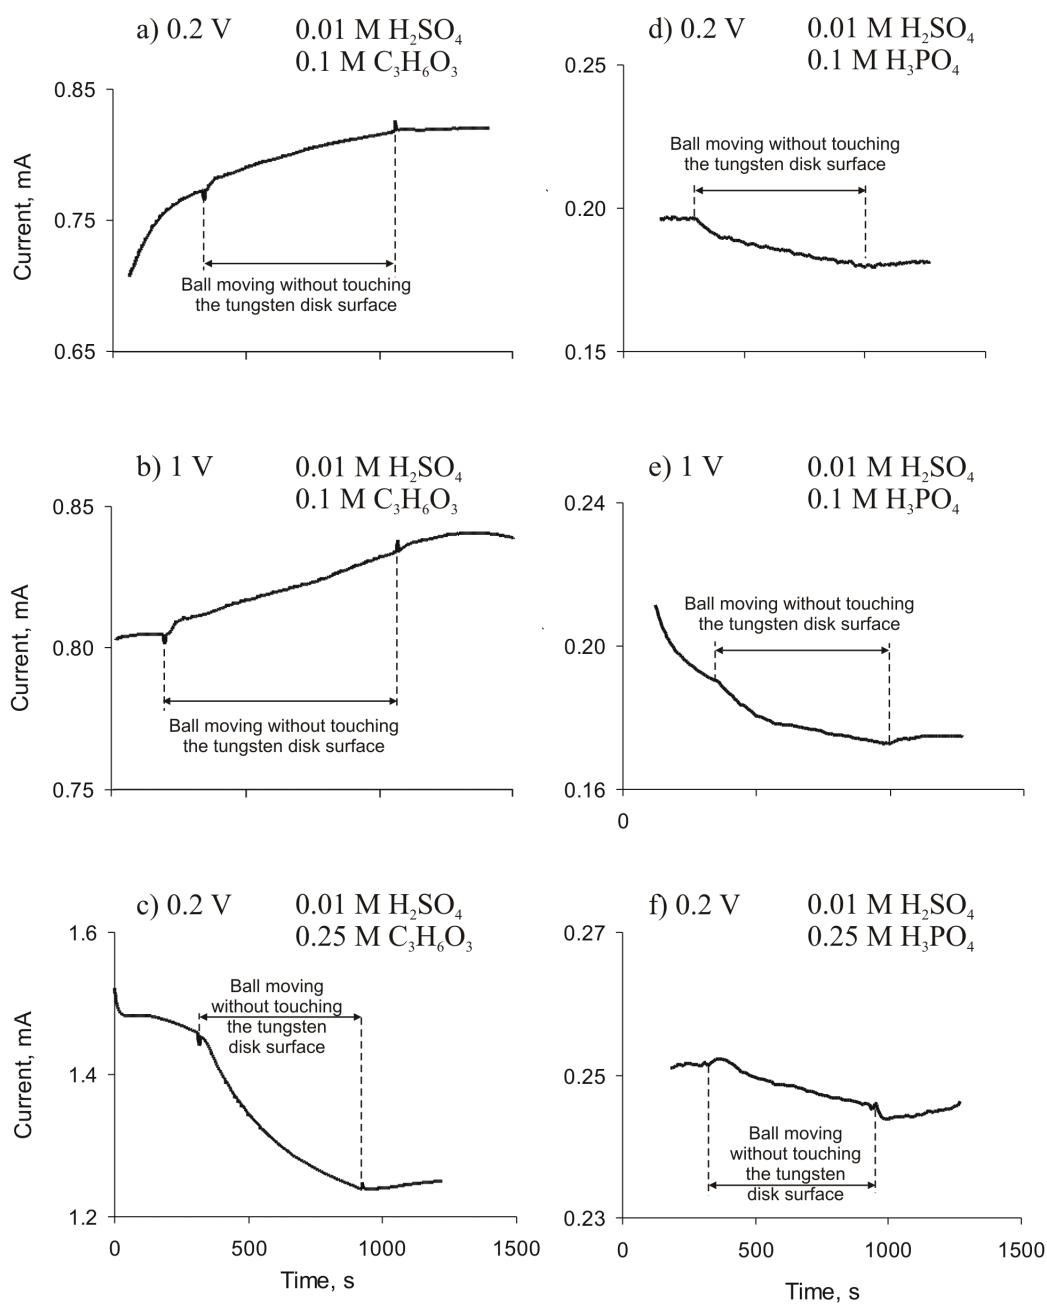 a) 0.2 V
0.01 M H₂SO₄
0.1 M C₃H₆O₃
0.85
0.75
0.65
Current, mA
Ball moving without touching
the tungsten disk surface
d) 0.2 V
0.01 M H₂SO₄
0.1 M H₃PO₄
0.25
0.20
0.15
Ball moving without touching
the tungsten disk surface
b) 1 V
0.01 M H₂SO₄
0.1 M C₃H₆O₃
0.85
0.80
0.75
Current, mA
Ball moving without touching
the tungsten disk surface
e) 1 V
0.01 M H₂SO₄
0.1 M H₃PO₄
0.24
0.20
0.16
0
Ball moving without touching
the tungsten disk surface
c) 0.2 V
0.01 M H₂SO₄
0.25 M C₃H₆O₃
1.6
1.4
1.2
Current, mA
Ball moving
without touching
the tungsten
disk surface
0 500 1000 1500
Time, s
f) 0.2 V
0.01 M H₂SO₄
0.25 M H₃PO₄
0.27
0.25
0.23
Ball moving
without touching
the tungsten
disk surface
0 500 1000 1500
Time, s